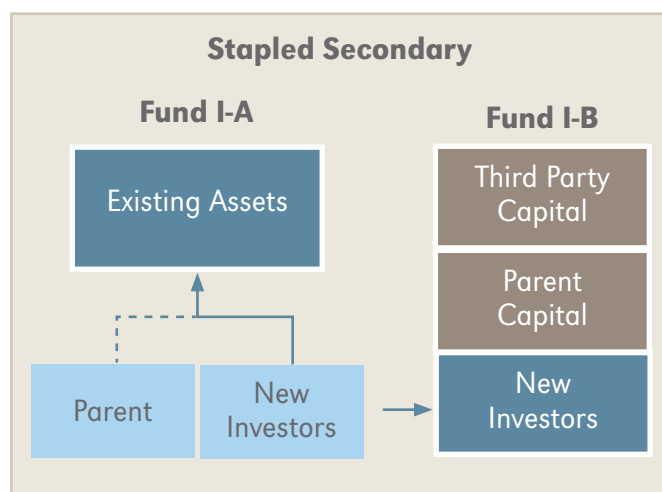 Stapled Secondary
Fund I-A
Existing Assets
Parent
New
Investors
Fund I-B
Third Party
Capital
Parent
Capital
New
Investors